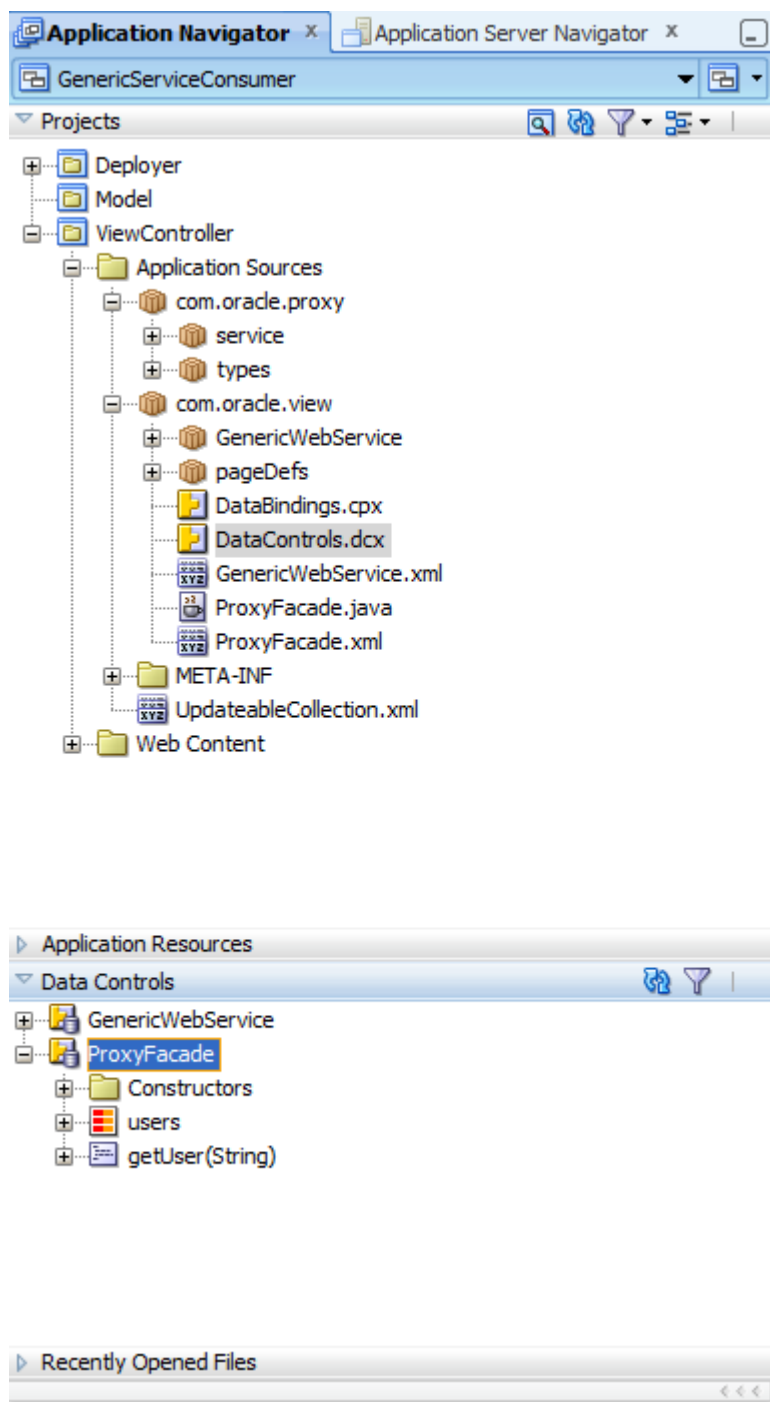 Application Navigator x Application Server Navigator x
GenericServiceConsumer
Projects
Deployer
Model
ViewController
Application Sources
com.oracle.proxy
service
types
com.oracle.view
GenericWebService
pageDefs
DataBindings.cpx
DataControls.dcx
GenericWebService.xml
ProxyFacade.java
ProxyFacade.xml
META-INF
UpdateableCollection.xml
Web Content
Application Resources
Data Controls
GenericWebService
ProxyFacade
Constructors
users
getUser(String)
Recently Opened Files